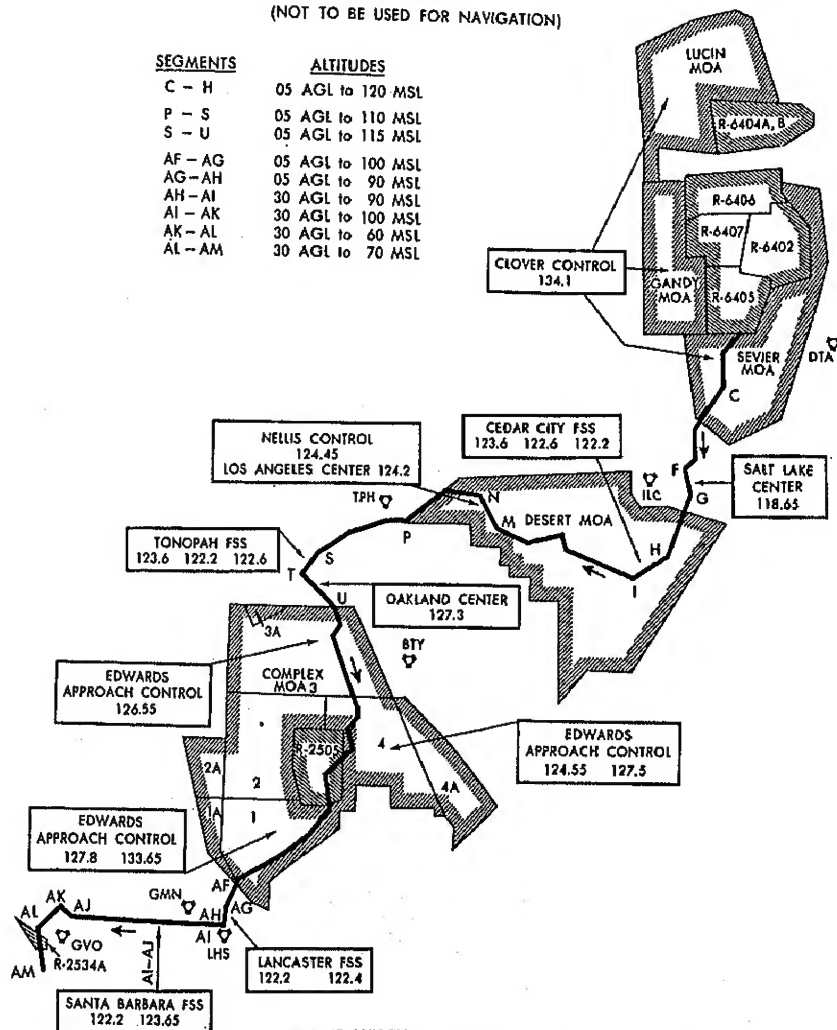 (NOT TO BE USED FOR NAVIGATION)
SEGMENTS ALTITUDES
C – H 05 AGL to 120 MSL
P – S 05 AGL to 110 MSL
S – U 05 AGL to 115 MSL
AF – AG 05 AGL to 100 MSL
AG – AH 05 AGL to 90 MSL
AH – AI 30 AGL to 90 MSL
AI – AK 30 AGL to 100 MSL
AK – AL 30 AGL to 60 MSL
AL – AM 30 AGL to 70 MSL
LUCIN
MOA
R-6404A, B
R-6406
R-6407
R-6402
CLOVER CONTROL
134.1
GANDY
MOA
R-6405
SEVIER
MOA
DTA
C
NELLIS CONTROL
124.45
LOS ANGELES CENTER 124.2
CEDAR CITY FSS
123.6 122.6 122.2
F
G
SALT LAKE
CENTER
118.65
ILC
TPH
N
M
DESERT MOA
P
H
I
TONOPAH FSS
123.6 122.2 122.6
S
T
U
OAKLAND CENTER
127.3
3A
BTY
EDWARDS
APPROACH CONTROL
126.55
COMPLEX
MOA 3
EDWARDS
APPROACH CONTROL
124.55 127.5
R-2505
4
4A
2A
2
1A
1
EDWARDS
APPROACH CONTROL
127.8 133.65
AF
AG
AH
AI
GMN
LHS
AK
AJ
AL
GVO
R-2534A
AM
AI–AJ
LANCASTER FSS
122.2 122.4
SANTA BARBARA FSS
122.2 123.65